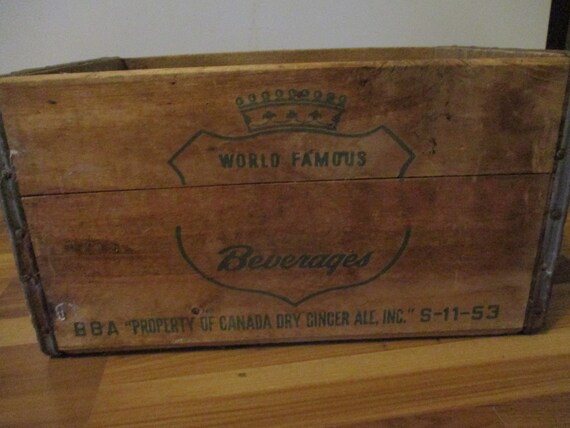 WORLD FAMOUS
Beverages
BBA "PROPERTY OF CANADA DRY GINGER ALE, INC." S-11-53